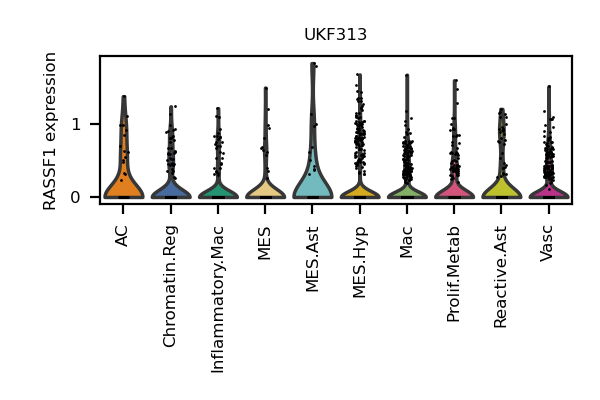 UKF313
RASSF1 expression
1
0
AC
Chromatin.Reg
Inflammatory.Mac
MES
MES.Ast
MES.Hyp
Mac
Prolif.Metab
Reactive.Ast
Vasc